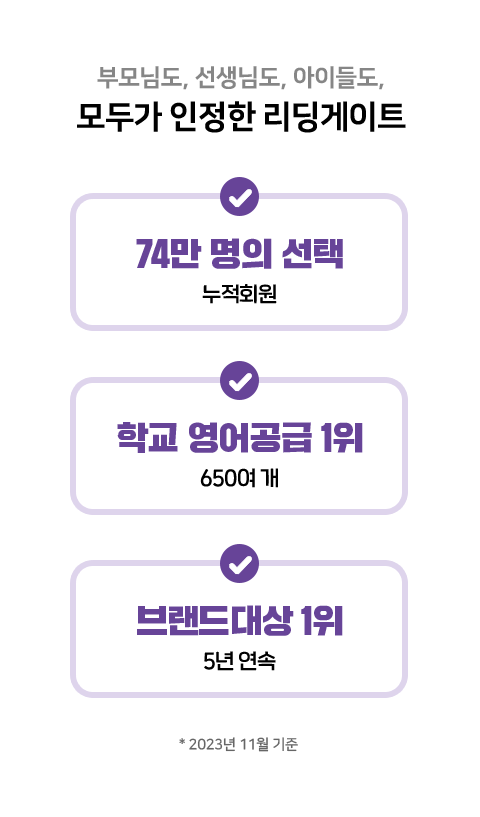 부모님도, 선생님도, 아이들도,
모두가 인정한 리딩게이트
74만 명의 선택
누적회원
학교 영어공급 1위
650여 개
브랜드대상 1위
5년 연속
* 2023년 11월 기준